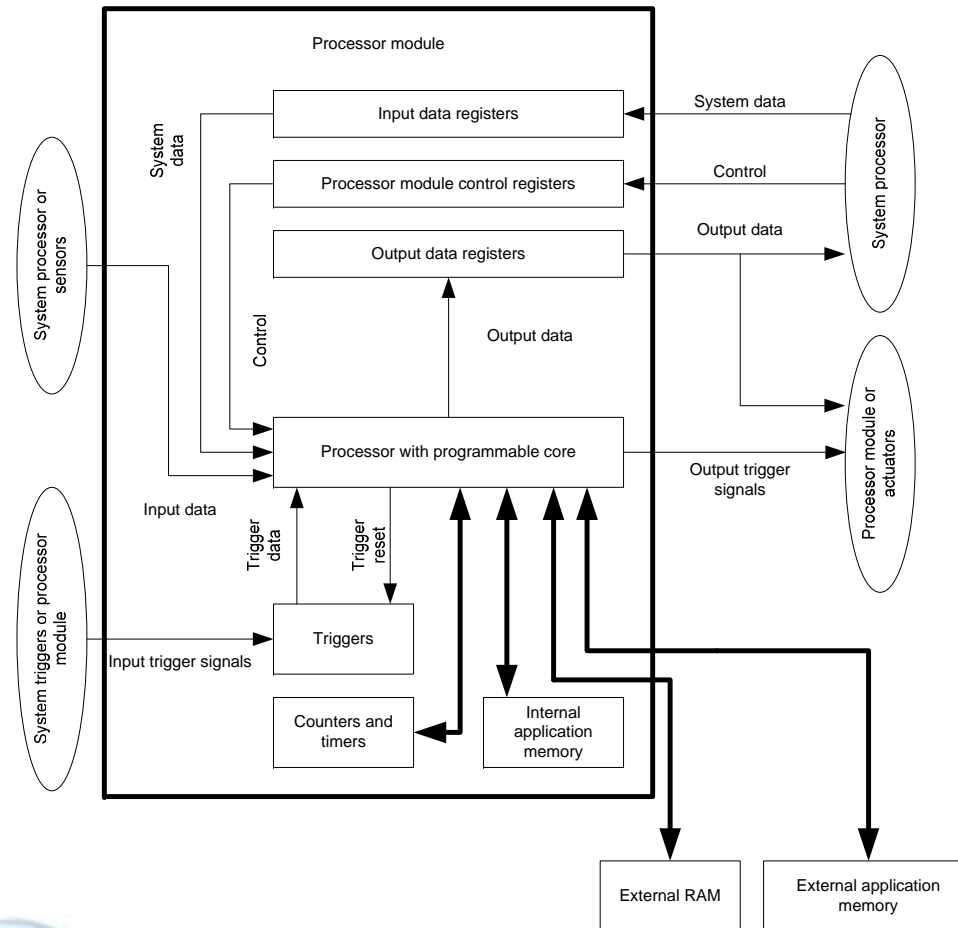 Processor module
Input data registers
System data
System
data
Processor module control registers
Control
System processor
System processor or
sensors
Output data registers
Output data
Control
Output data
Processor with programmable core
Output trigger
signals
Processor module or
actuators
Input data
Trigger
data
Trigger
reset
System triggers or processor
module
Input trigger signals
Triggers
Counters and
timers
Internal
application
memory
External RAM
External application
memory